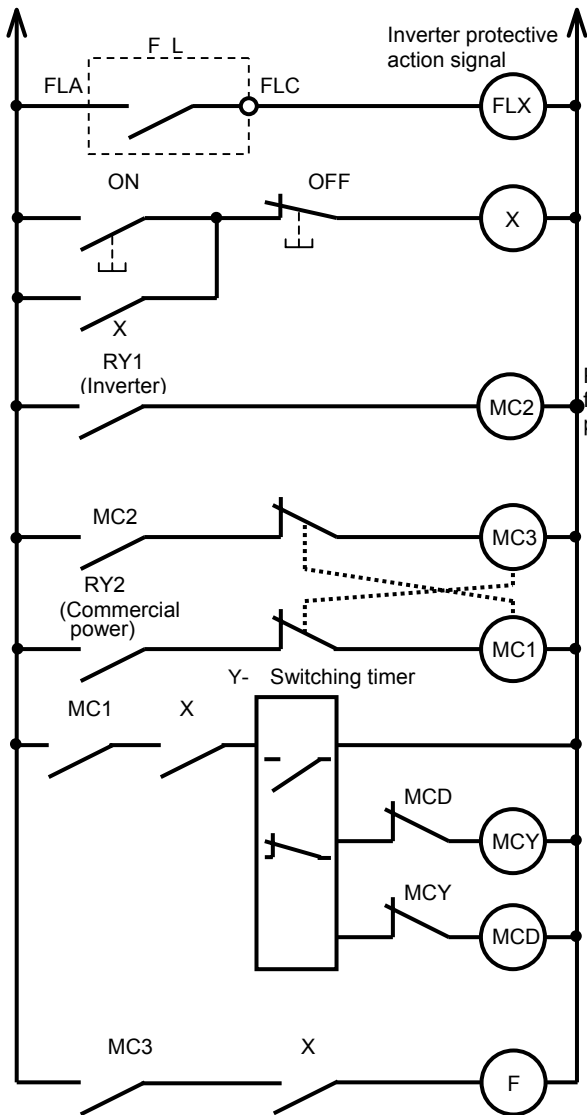 F L
Inverter protective
action signal
FLA
FLC
FLX
ON
OFF
X
X
RY1
(Inverter)
MC2
MC2
MC3
RY2
(Commercial
power)
MC1
Y- Switching timer
MC1
X
MCD
MCY
MCY
MCD
MC3
X
F